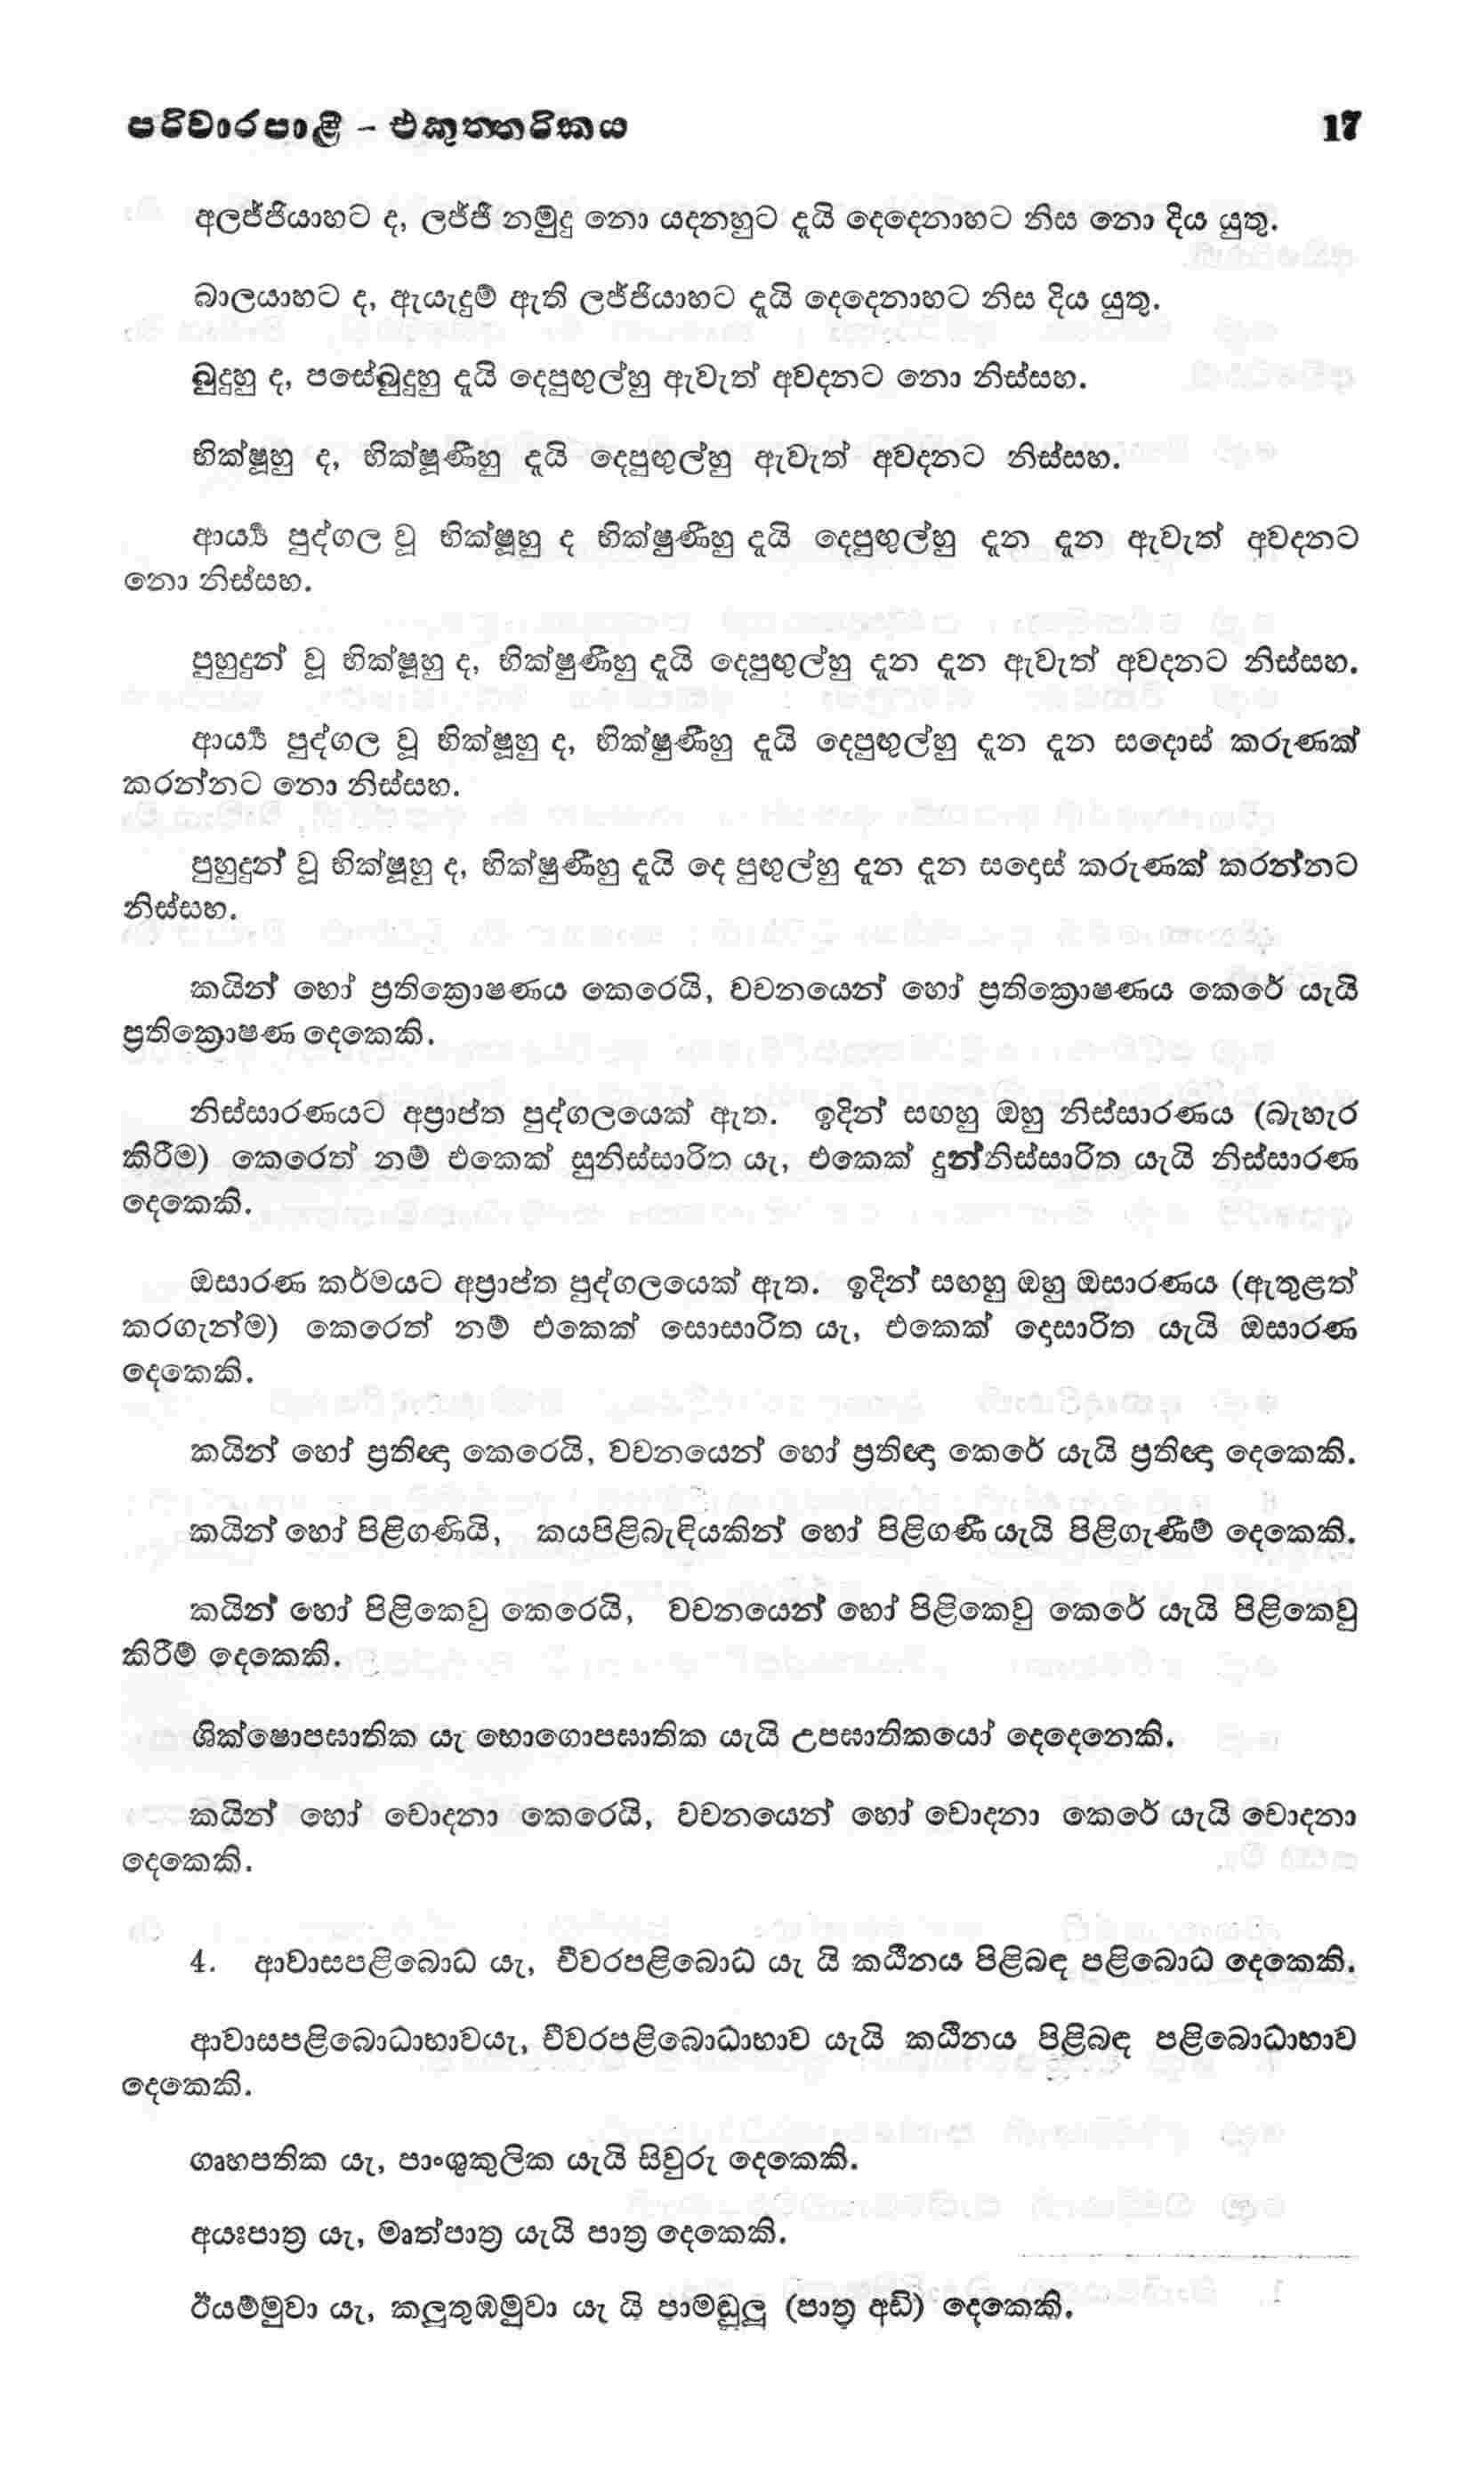 පරිවාරපාළි – එකුත්තරිකය 17
අලජ්ජියාහට ද, ලජ්ජී නමුදු නො යදනහුට දැයි දෙදෙනාහට නිස නො දිය යුතු.
බාලයාහට ද, ඇයැදුම් ඇති ලජ්ජියාහට දැයි දෙදෙනාහට නිස දිය යුතු.
බුදුහු ද, පසේබුදුහු දැයි දෙපුඟුල්හු ඇවැත් අවදනට නො නිස්සහ.
භික්ෂූහු ද, භික්ෂූණීහු දැයි දෙපුඟුල්හු ඇවැත් අවදනට නිස්සහ.
ආර්‍ය්‍ය පුද්ගල වූ භික්ෂූහු ද භික්ෂුණීහු දැයි දෙපුඟුල්හු දැන දැන ඇවැත් අවදනට
නො නිස්සහ.
පුහුදුන් වූ භික්ෂූහු ද, භික්ෂුණීහු දැයි දෙපුඟුල්හු දැන දැන ඇවැත් අවදනට නිස්සහ.
ආර්‍ය්‍ය පුද්ගල වූ භික්ෂූහු ද, භික්ෂුණීහු දැයි දෙපුඟුල්හු දැන දැන සදොස් කරුණක්
කරන්නට නො නිස්සහ.
පුහුදුන් වූ භික්ෂූහු ද, භික්ෂුණීහු දැයි දෙ පුඟුල්හු දැන දැන සදොස් කරුණක් කරන්නට
නිස්සහ.
කයින් හෝ ප්‍රතික්‍රොෂණය කෙරෙයි, වචනයෙන් හෝ ප්‍රතික්‍රොෂණය කෙරේ යැයි
ප්‍රතික්‍රොෂණ දෙකෙකි.
නිස්සාරණයට අප්‍රාප්ත පුද්ගලයෙක් ඇත. ඉදින් සඟහු ඔහු නිස්සාරණය (බැහැර
කිරීම) කෙරෙත් නම් එකෙක් සුනිස්සාරිත යැ, එකෙක් දුන්නිස්සාරිත යැයි නිස්සාරණ
දෙකෙකි.
ඔසාරණ කර්මයට අප්‍රාප්ත පුද්ගලයෙක් ඇත. ඉදින් සඟහු ඔහු ඔසාරණය (ඇතුළත්
කරගැන්ම) කෙරෙත් නම් එකෙක් සොසාරිත යැ, එකෙක් දොසාරිත යැයි ඔසාරණ
දෙකෙකි.
කයින් හෝ ප්‍රතිඥා කෙරෙයි, වචනයෙන් හෝ ප්‍රතිඥා කෙරේ යැයි ප්‍රතිඥා දෙකෙකි.
කයින් හෝ පිළිගණියි, කයපිළිබැඳියකින් හෝ පිළිගණී යැයි පිළිගැණීම් දෙකෙකි.
කයින් හෝ පිළිකෙවු කෙරෙයි, වචනයෙන් හෝ පිළිකෙවු කෙරේ යැයි පිළිකෙවු
කිරීම් දෙකෙකි.
ශික්ෂොපඝාතික යැ භොගොපඝාතික යැයි උපඝාතිකයෝ දෙදෙනෙකි.
කයින් හෝ චොදනා කෙරෙයි, වචනයෙන් හෝ චොදනා කෙරේ යැයි චොදනා
දෙකෙකි.
4. ආවාසපළිබොධ යැ, චීවරපළිබොධ යැ යි කඨිනය පිළිබඳ පළිබොධ දෙකෙකි.
ආවාසපළිබොධාභාවයැ, චීවරපළිබොධාභාව යැයි කඨිනය පිළිබඳ පළිබොධාභාව
දෙකෙකි.
ගෘහපතික යැ, පාංශුකුලික යැයි සිවුරු දෙකෙකි.
අයඃපාත්‍ර යැ, මෘත්පාත්‍ර යැයි පාත්‍ර දෙකෙකි.
ඊයම්මුවා යැ, කලුතුඹමුවා යැ යි පාමඬුලු (පාත්‍ර අඩි) දෙකෙකි.